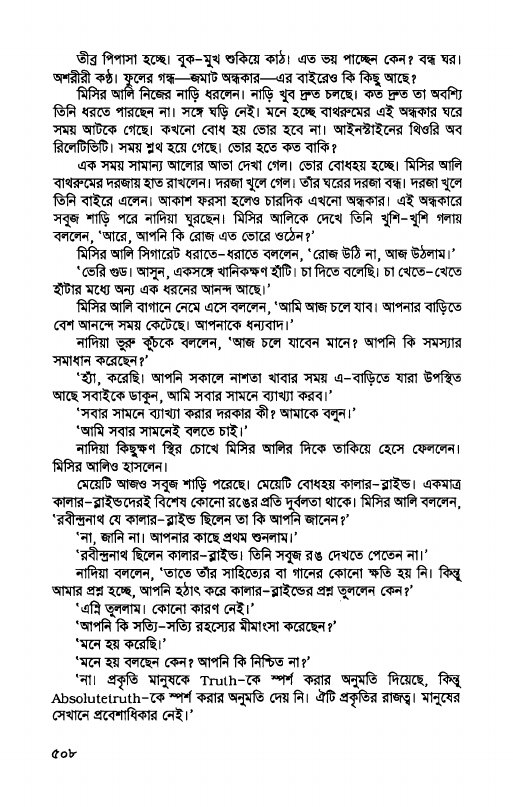 তীব্র পিপাসা হচ্ছে। বুক-মুখ শুকিয়ে কাঠ। এত ভয় পাচ্ছেন কেন? বন্ধ ঘর।
অশরীরী কণ্ঠ। ফুলের গন্ধ—জমাট অন্ধকার—এর বাইরেও কি কিছু আছে?
মিসির আলি নিজের নাড়ি ধরলেন। নাড়ি খুব দ্রুত চলছে। কত দ্রুত তা অবশ্যি
তিনি ধরতে পারছেন না। সঙ্গে ঘড়ি নেই। মনে হচ্ছে বাথরুমের এই অন্ধকার ঘরে
সময় আটকে গেছে। কখনো বোধ হয় ভোর হবে না। আইনস্টাইনের থিওরি অব
রিলেটিভিটি। সময় শ্লথ হয়ে গেছে। ভোর হতে কত বাকি?
এক সময় সামান্য আলোর আভা দেখা গেল। ভোর বোধহয় হচ্ছে। মিসির আলি
বাথরুমের দরজায় হাত রাখলেন। দরজা খুলে গেল। তাঁর ঘরের দরজা বন্ধ। দরজা খুলে
তিনি বাইরে এলেন। আকাশ ফরসা হলেও চারদিক এখনো অন্ধকার। এই অন্ধকারে
সবুজ শাড়ি পরে নাদিয়া ঘুরছেন। মিসির আলিকে দেখে তিনি খুশি-খুশি গলায়
বললেন, ‘আরে, আপনি কি রোজ এত ভোরে ওঠেন?’
মিসির আলি সিগারেট ধরাতে-ধরাতে বললেন, ‘রোজ উঠি না, আজ উঠলাম।’
‘ভেরি গুড। আসুন, একসঙ্গে খানিকক্ষণ হাঁটি। চা দিতে বলেছি। চা খেতে-খেতে
হাঁটার মধ্যে অন্য এক ধরনের আনন্দ আছে।’
মিসির আলি বাগানে নেমে এসে বললেন, ‘আমি আজ চলে যাব। আপনার বাড়িতে
বেশ আনন্দে সময় কেটেছে। আপনাকে ধন্যবাদ।’
নাদিয়া ভুরু কুঁচকে বললেন, ‘আজ চলে যাবেন মানে? আপনি কি সমস্যার
সমাধান করেছেন?’
‘হ্যাঁ, করেছি। আপনি সকালে নাশতা খাবার সময় এ-বাড়িতে যারা উপস্থিত
আছে সবাইকে ডাকুন, আমি সবার সামনে ব্যাখ্যা করব।’
‘সবার সামনে ব্যাখ্যা করার দরকার কী? আমাকে বলুন।’
‘আমি সবার সামনেই বলতে চাই।’
নাদিয়া কিছুক্ষণ স্থির চোখে মিসির আলির দিকে তাকিয়ে হেসে ফেললেন।
মিসির আলিও হাসলেন।
মেয়েটি আজও সবুজ শাড়ি পরেছে। মেয়েটি বোধহয় কালার-ব্লাইন্ড। একমাত্র
কালার-ব্লাইন্ডদেরই বিশেষ কোনো রঙের প্রতি দুর্বলতা থাকে। মিসির আলি বললেন,
‘রবীন্দ্রনাথ যে কালার-ব্লাইন্ড ছিলেন তা কি আপনি জানেন?’
‘না, জানি না। আপনার কাছে প্রথম শুনলাম।’
‘রবীন্দ্রনাথ ছিলেন কালার-ব্লাইন্ড। তিনি সবুজ রঙ দেখতে পেতেন না।’
নাদিয়া বললেন, ‘তাতে তাঁর সাহিত্যের বা গানের কোনো ক্ষতি হয় নি। কিন্তু
আমার প্রশ্ন হচ্ছে, আপনি হঠাৎ করে কালার-ব্লাইন্ডের প্রশ্ন তুললেন কেন?’
‘এম্নি তুললাম। কোনো কারণ নেই।’
‘আপনি কি সত্যি-সত্যি রহস্যের মীমাংসা করেছেন?’
‘মনে হয় করেছি।’
‘মনে হয় বলছেন কেন? আপনি কি নিশ্চিত না?’
‘না। প্রকৃতি মানুষকে Truth-কে স্পর্শ করার অনুমতি দিয়েছে, কিন্তু
Absolutetruth-কে স্পর্শ করার অনুমতি দেয় নি। ঐটি প্রকৃতির রাজত্ব। মানুষের
সেখানে প্রবেশাধিকার নেই।’
৫০৮